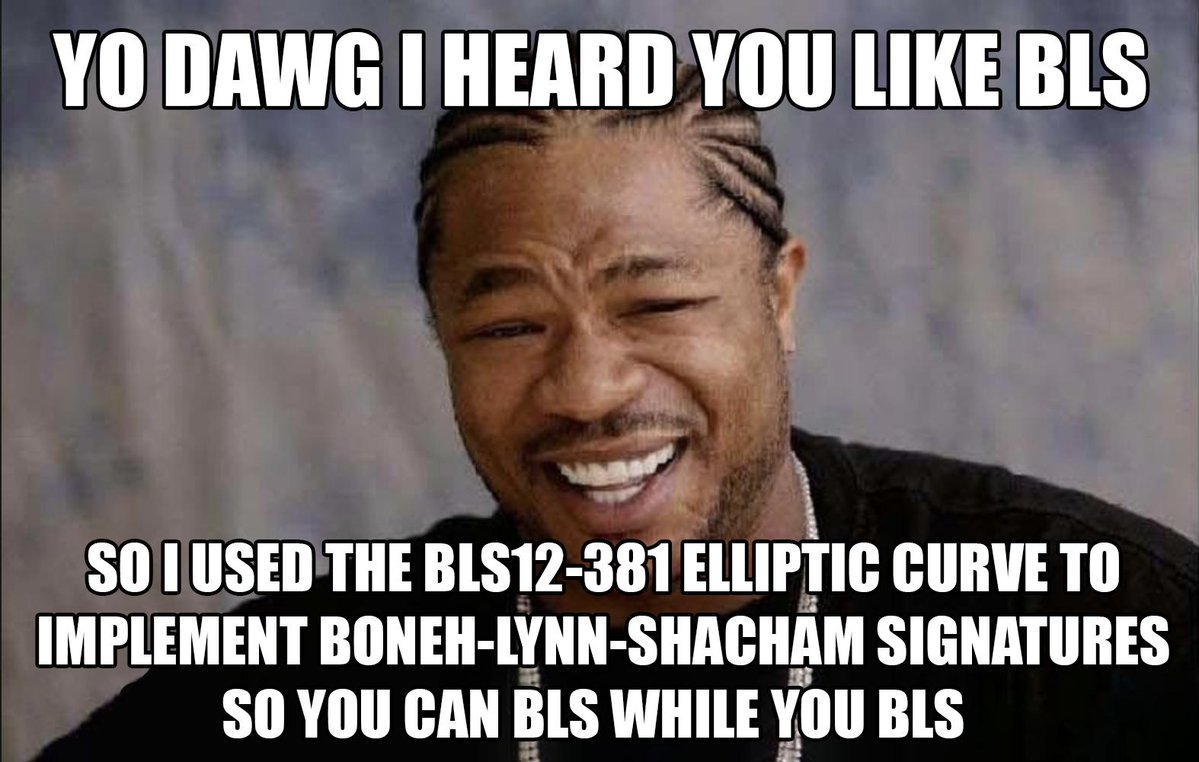 YO DAWG I HEARD YOU LIKE BLS
SO I USED THE BLS12-381 ELLIPTIC CURVE TO
IMPLEMENT BONEH-LYNN-SHACHAM SIGNATURES
SO YOU CAN BLS WHILE YOU BLS